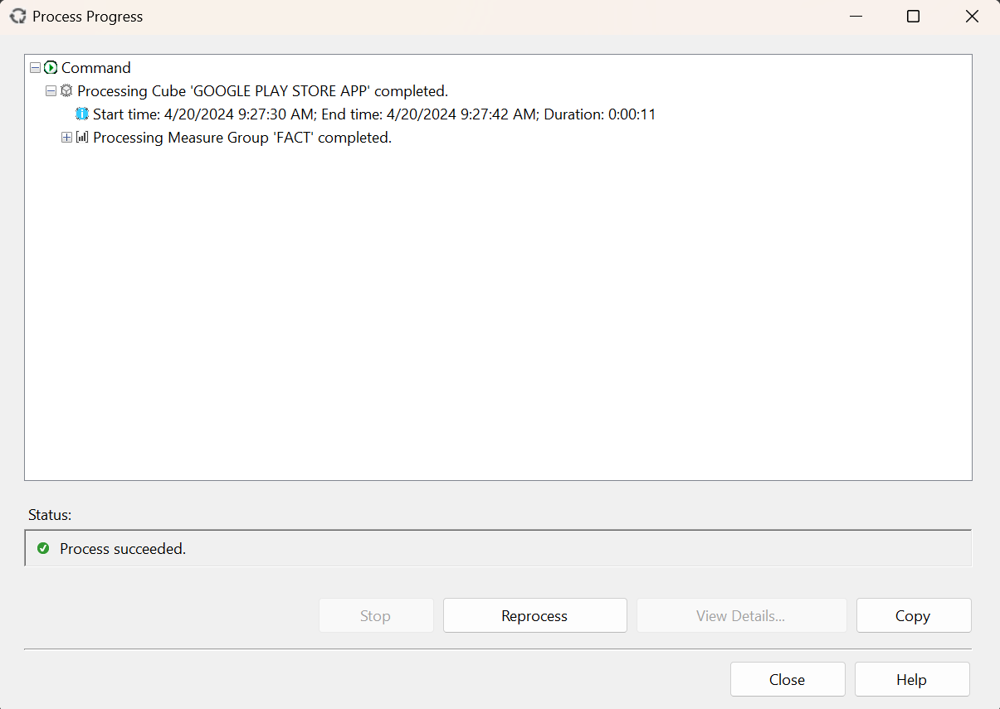 Process Progress
Command
Processing Cube 'GOOGLE PLAY STORE APP' completed.
Start time: 4/20/2024 9:27:30 AM; End time: 4/20/2024 9:27:42 AM; Duration: 0:00:11
Processing Measure Group 'FACT' completed.
Status:
Process succeeded.
Stop Reprocess View Details... Copy
Close Help